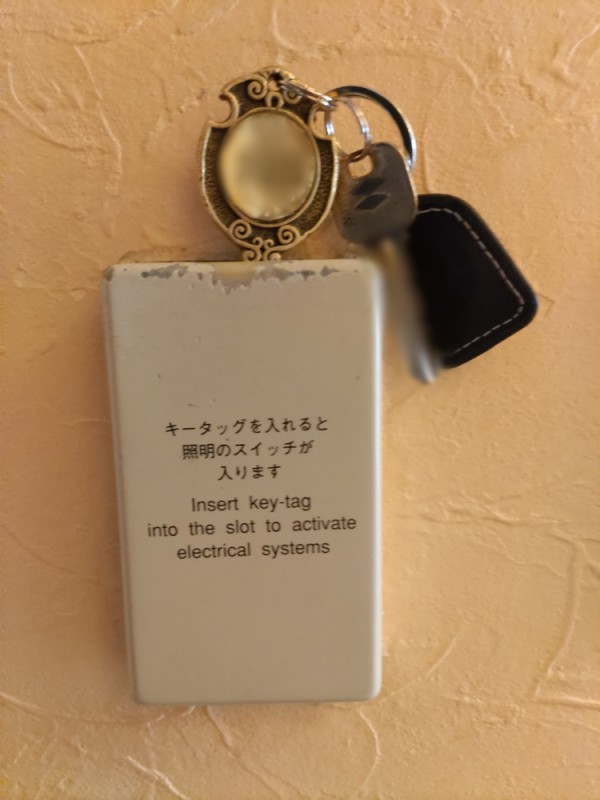 キータッグを入れると
照明のスイッチが
入ります
Insert key-tag
into the slot to activate
electrical systems